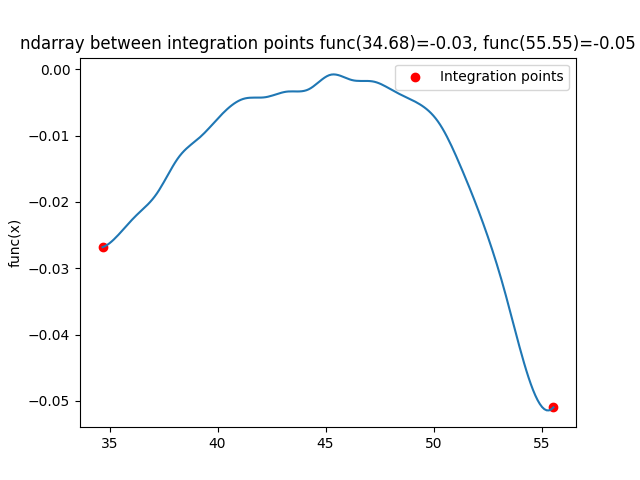 ndarray between integration points func(34.68)=-0.03, func(55.55)=-0.05
Integration points
func(x)
0.00
−0.01
−0.02
−0.03
−0.04
−0.05
35 40 45 50 55